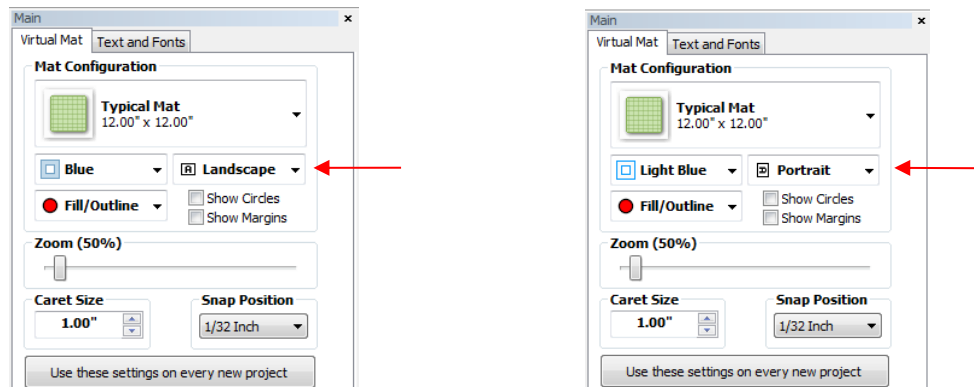 Main
Virtual Mat Text and Fonts
Mat Configuration
Typical Mat
12.00" x 12.00"
Blue
A Landscape
Fill/Outline
Show Circles
Show Margins
Zoom (50%)
Caret Size
Snap Position
1.00"
1/32 Inch
Use these settings on every new project
Main
Virtual Mat Text and Fonts
Mat Configuration
Typical Mat
12.00" x 12.00"
Light Blue
A Portrait
Fill/Outline
Show Circles
Show Margins
Zoom (50%)
Caret Size
Snap Position
1.00"
1/32 Inch
Use these settings on every new project